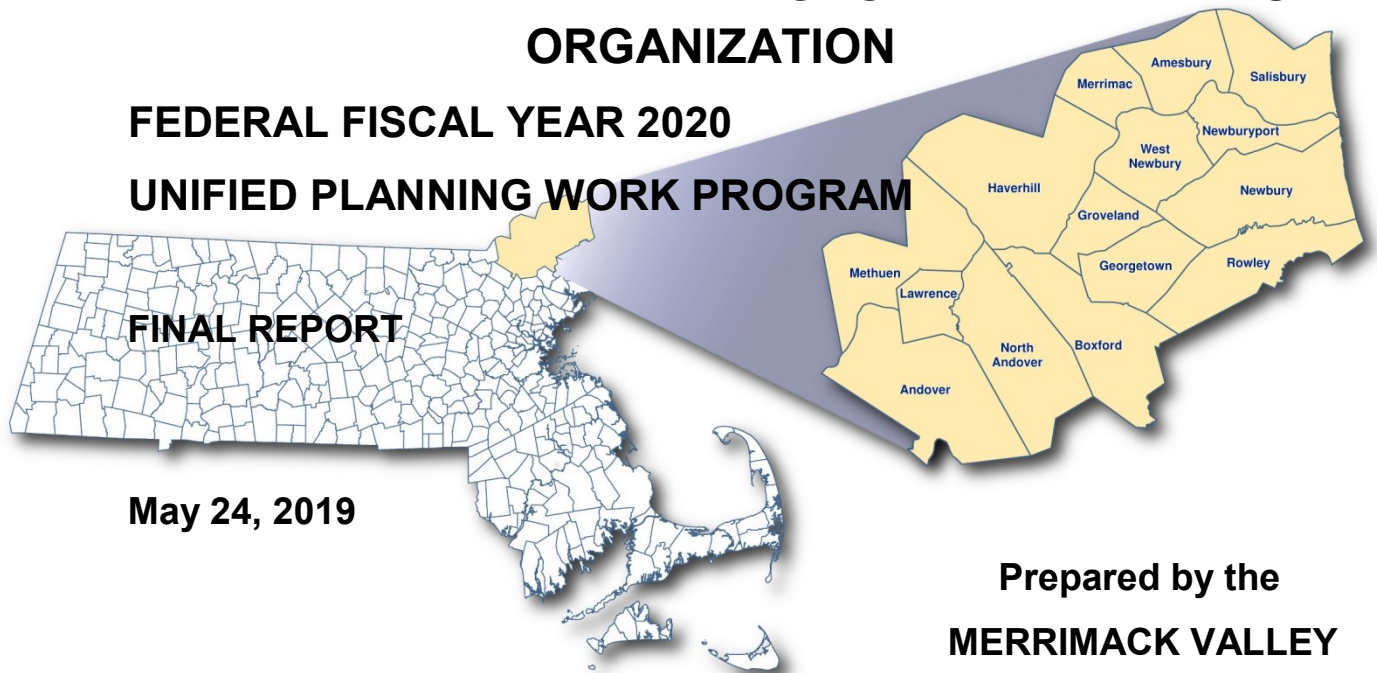 ORGANIZATION
FEDERAL FISCAL YEAR 2020
UNIFIED PLANNING WORK PROGRAM
FINAL REPORT
May 24, 2019
Amesbury
Salisbury
Merrimac
Newburyport
West
Newbury
Haverhill
Newbury
Groveland
Methuen
Georgetown
Rowley
Lawrence
North
Andover
Boxford
Andover
Prepared by the
MERRIMACK VALLEY